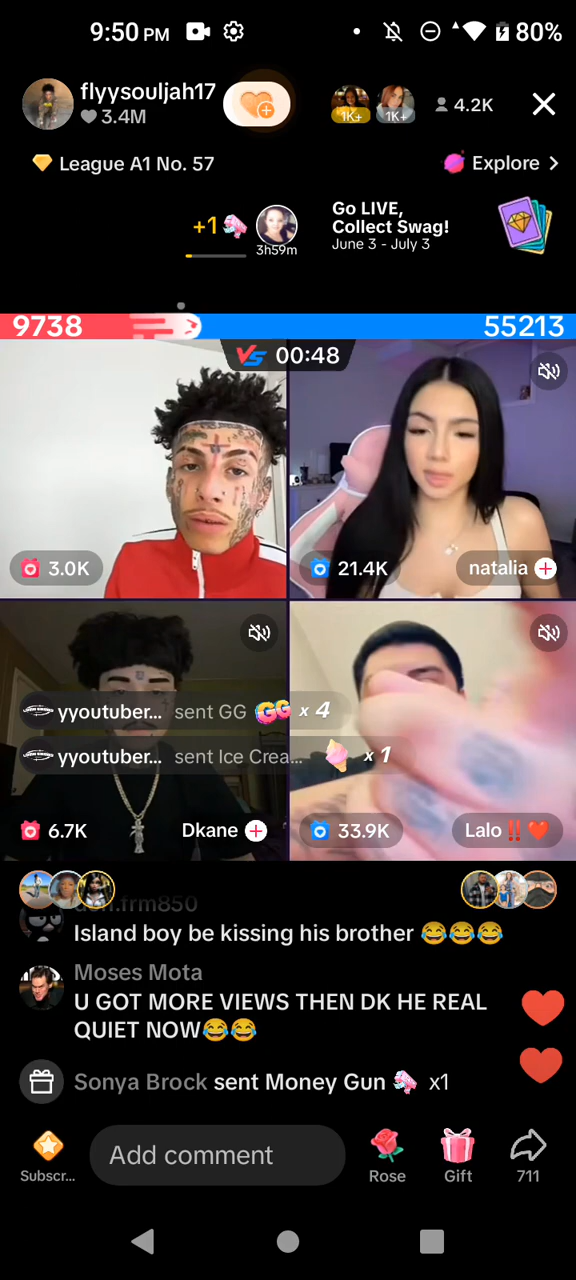 9:50 PM
80%
flyysouljah17
3.4M
1K+
1K+
4.2K
League A1 No. 57
Explore >
+1
3h59m
Go LIVE,
Collect Swag!
June 3 - July 3
9738
55213
VS 00:48
3.0K
21.4K
natalia
yyoutuber... sent GG GG x 4
yyoutuber... sent Ice Crea... x 1
6.7K
Dkane
33.9K
Lalo ‼️❤️
Island boy be kissing his brother 😂😂😂
Moses Mota
U GOT MORE VIEWS THEN DK HE REAL
QUIET NOW😂😂
Sonya Brock sent Money Gun x1
Subscr...
Add comment
Rose
Gift
711